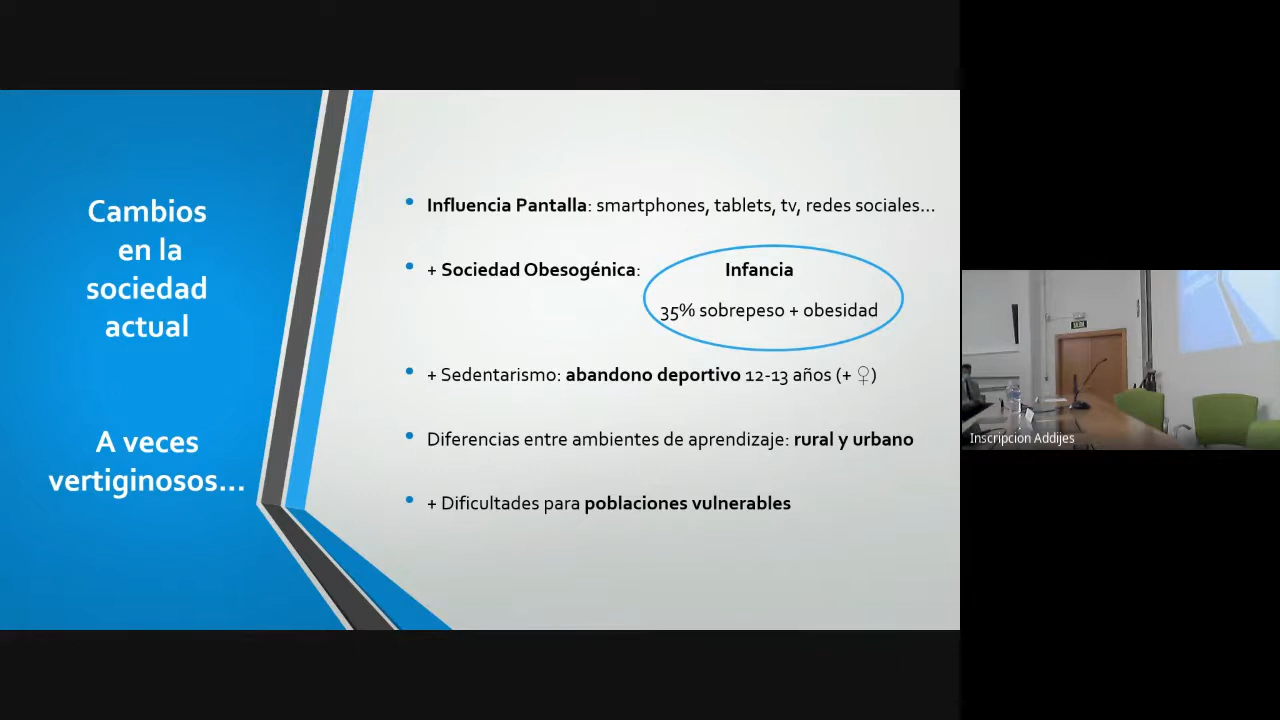 Cambios
en la
sociedad
actual
A veces
vertiginosos...
• Influencia Pantalla: smartphones, tablets, tv, redes sociales...
• + Sociedad Obesogénica:
Infancia
35% sobrepeso + obesidad
• + Sedentarismo: abandono deportivo 12-13 años (+ ♀)
• Diferencias entre ambientes de aprendizaje: rural y urbano
• + Dificultades para poblaciones vulnerables
Inscripcion Addijes